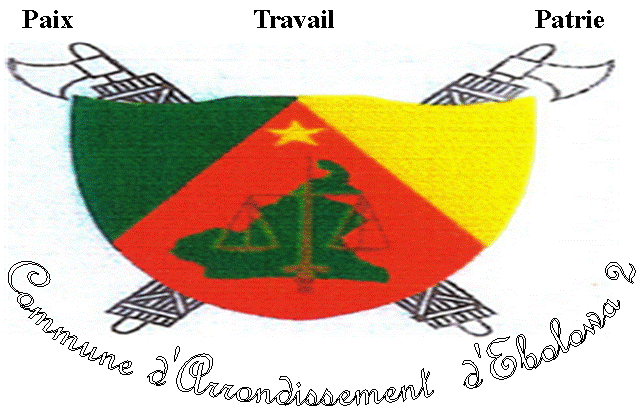 Paix Travail Patrie
Commune d'Arrondissement d'Ebolowa 2